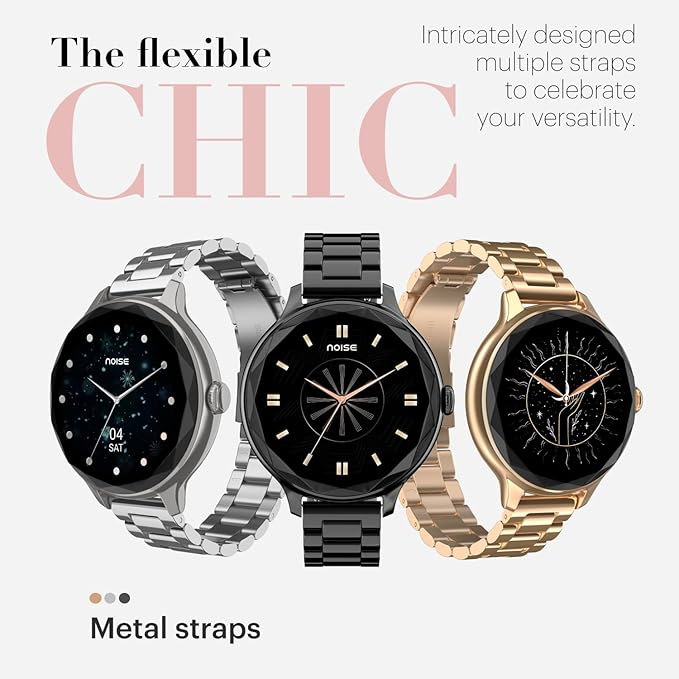 The flexible
CHIC
Intricately designed
multiple straps
to celebrate
your versatility.
NOISE
04
SAT
NOISE
Metal straps